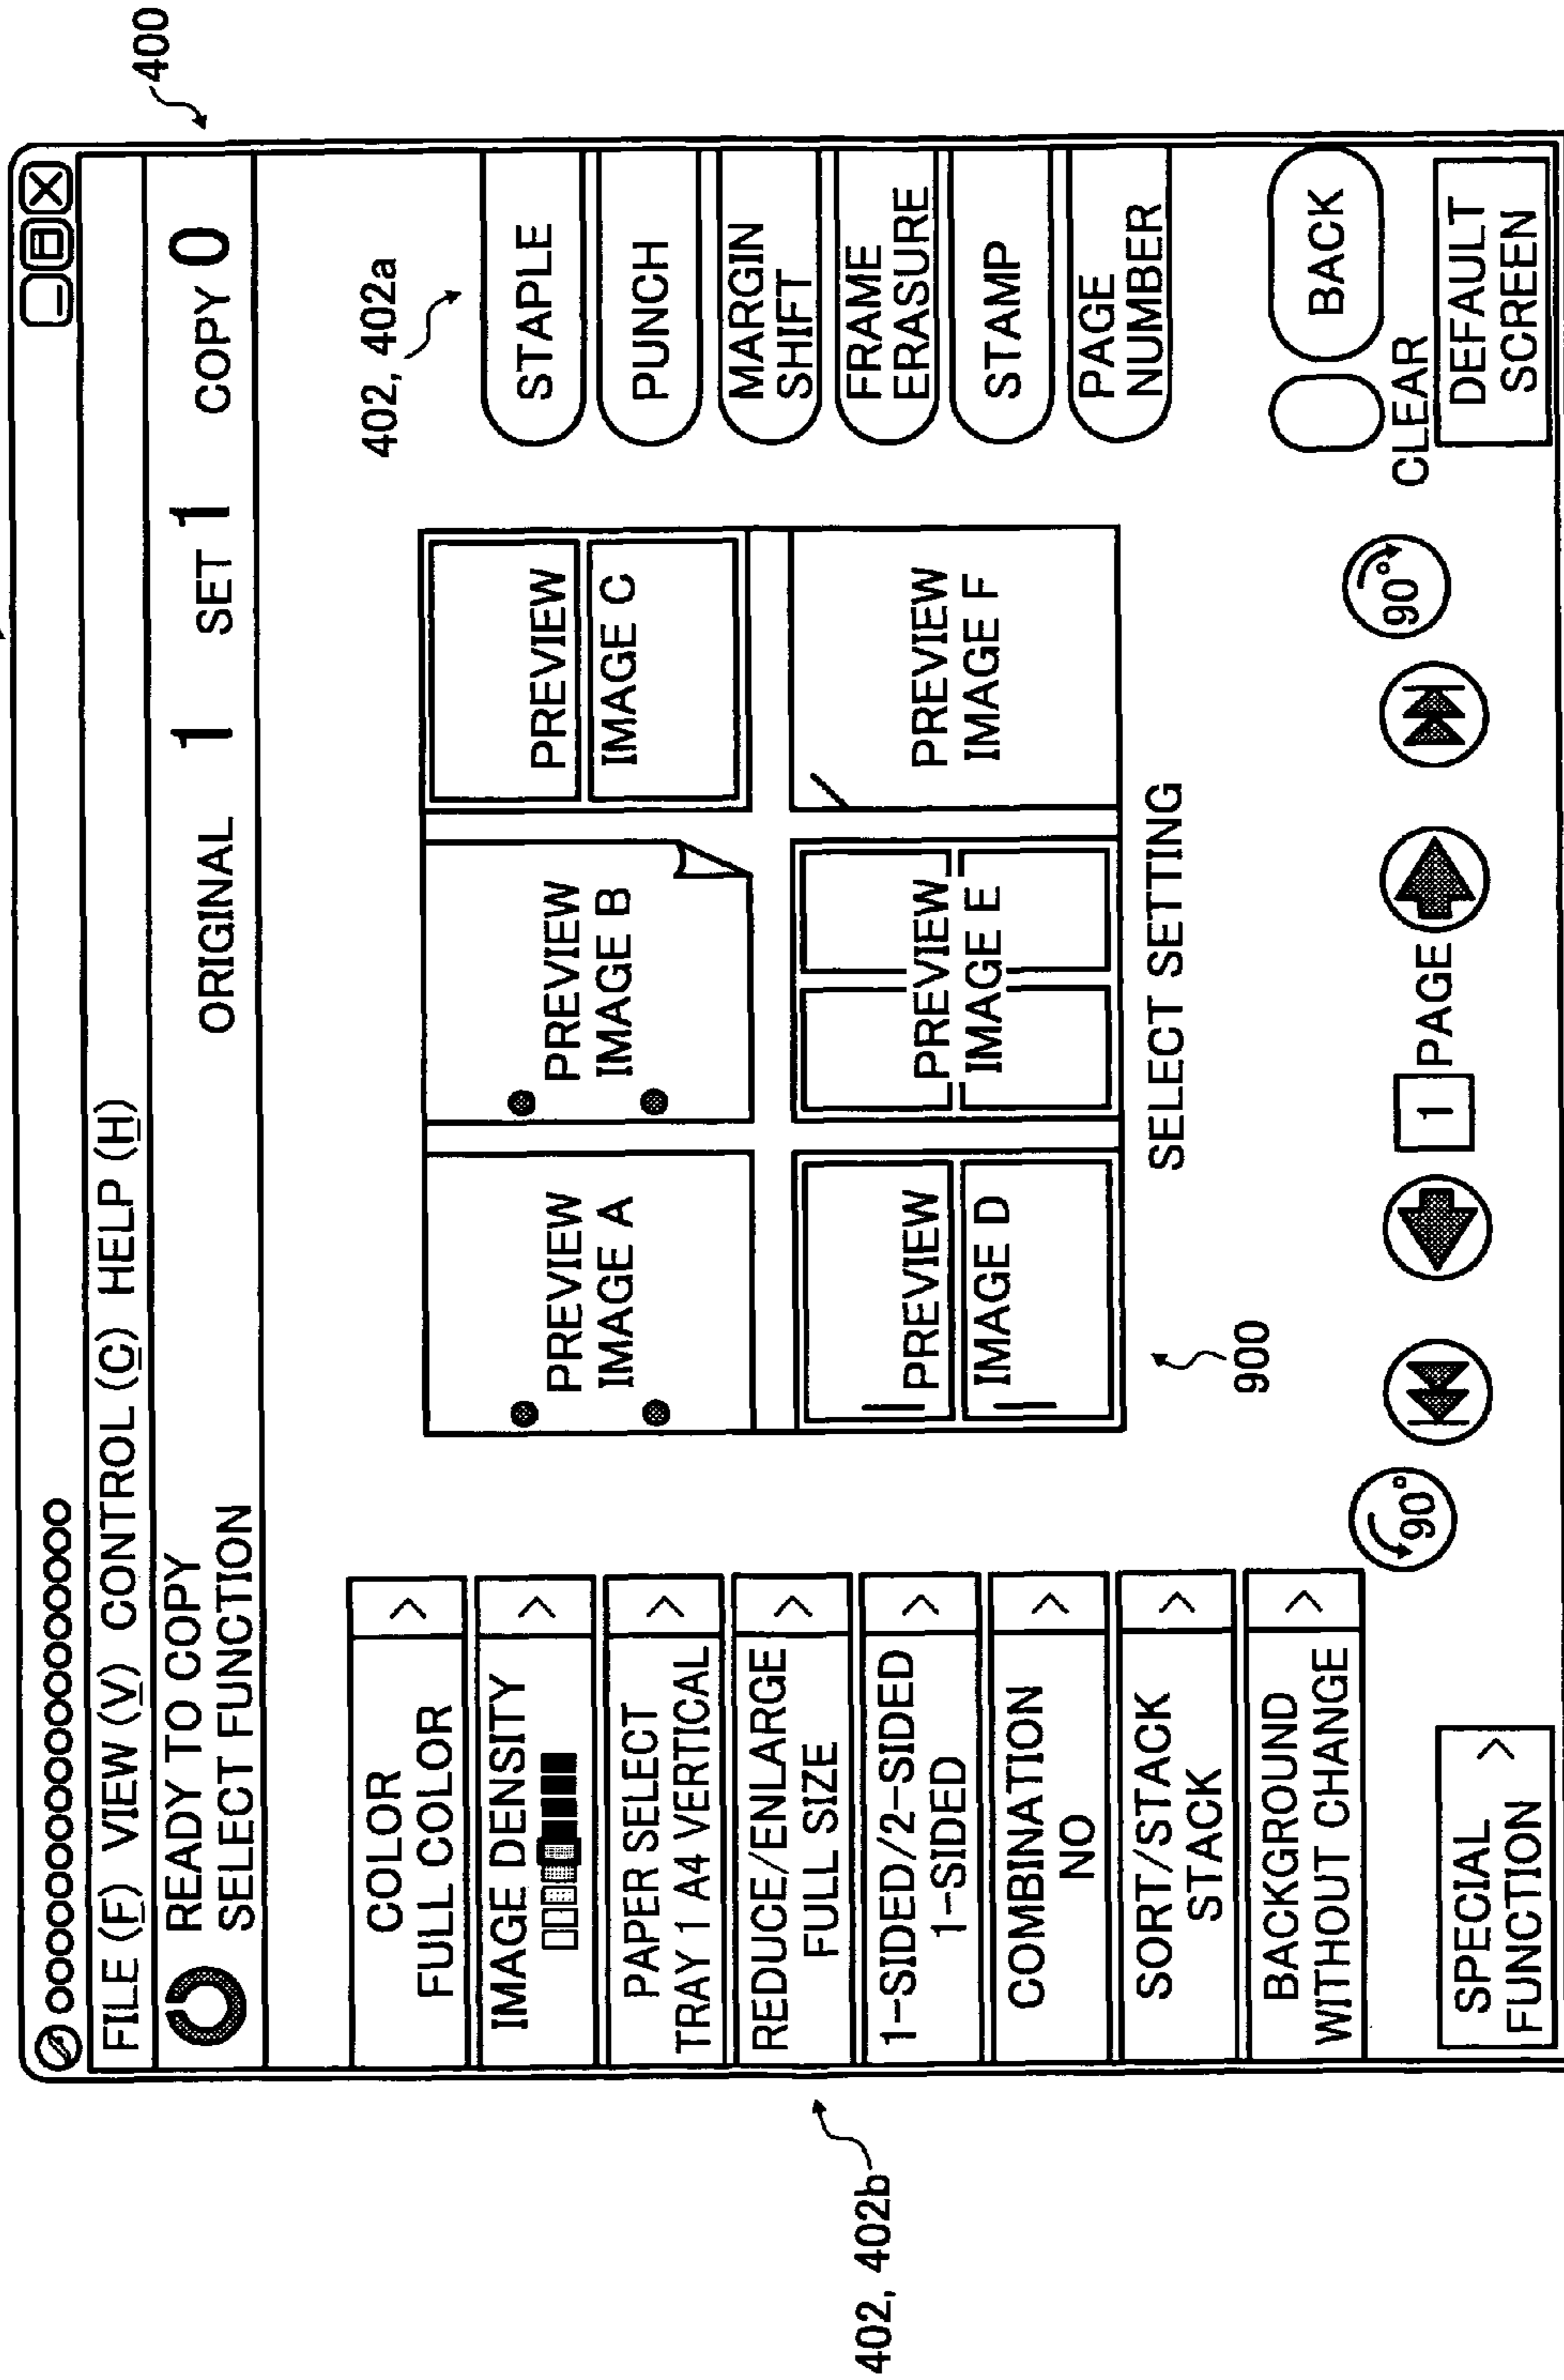 400
OOOOOOOOOOOOOOOOO
FILE (F) VIEW (V) CONTROL (C) HELP (H)
READY TO COPY
SELECT FUNCTION
ORIGINAL 1 SET 1 COPY 0
402, 402a
402, 402b
COLOR
FULL COLOR
IMAGE DENSITY
PAPER SELECT
TRAY 1 A4 VERTICAL
REDUCE/ENLARGE
FULL SIZE
1-SIDED/2-SIDED
1-SIDED
COMBINATION
NO
SORT/STACK
STACK
BACKGROUND
WITHOUT CHANGE
SPECIAL
FUNCTION
PREVIEW
IMAGE A
PREVIEW
IMAGE B
PREVIEW
IMAGE C
PREVIEW
IMAGE D
PREVIEW
IMAGE E
PREVIEW
IMAGE F
900
SELECT SETTING
90°
1 PAGE
90°
STAPLE
PUNCH
MARGIN
SHIFT
FRAME
ERASURE
STAMP
PAGE
NUMBER
BACK
CLEAR
DEFAULT
SCREEN